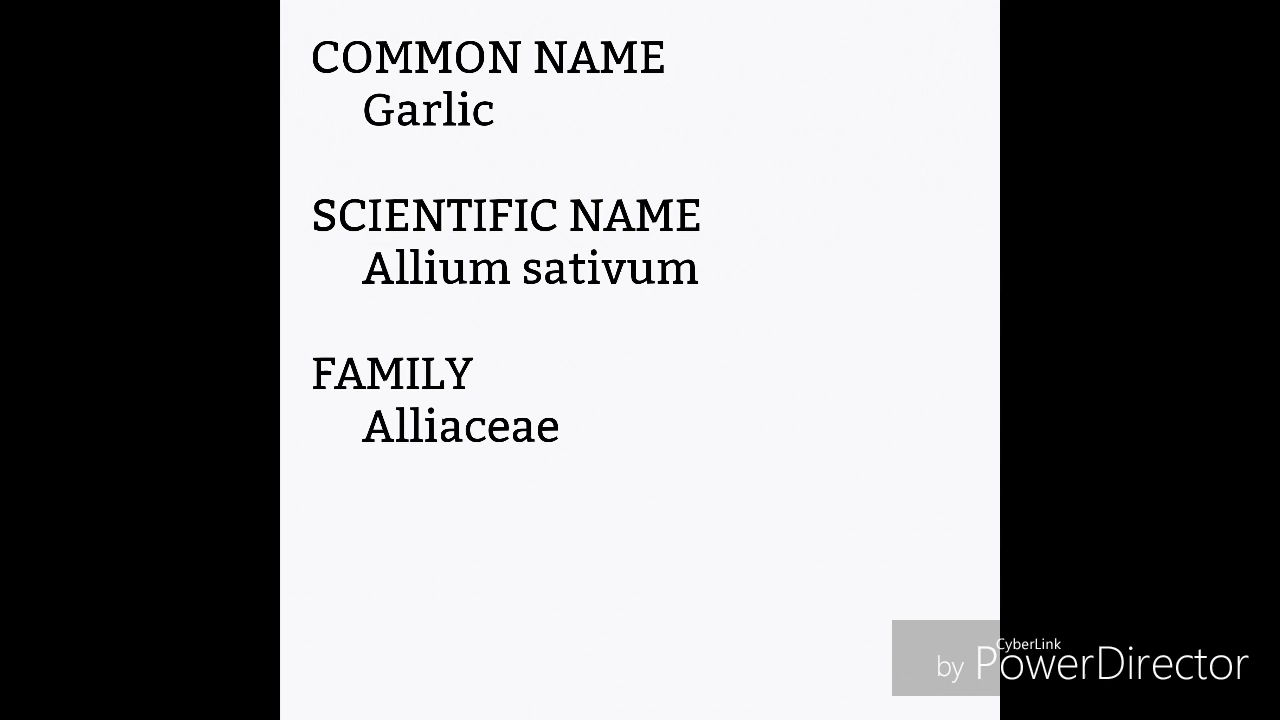 COMMON NAME
Garlic
SCIENTIFIC NAME
Allium sativum
FAMILY
Alliaceae
CyberLink
by PowerDirector